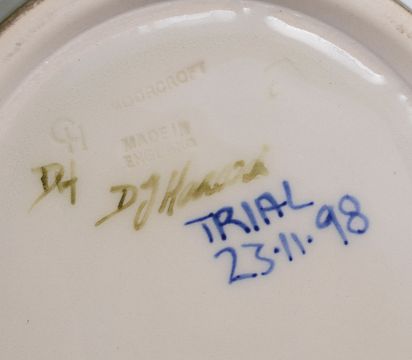 MOORCROFT
MADE IN
ENGLAND
DH
DJ Hancock
TRIAL
23·11·98